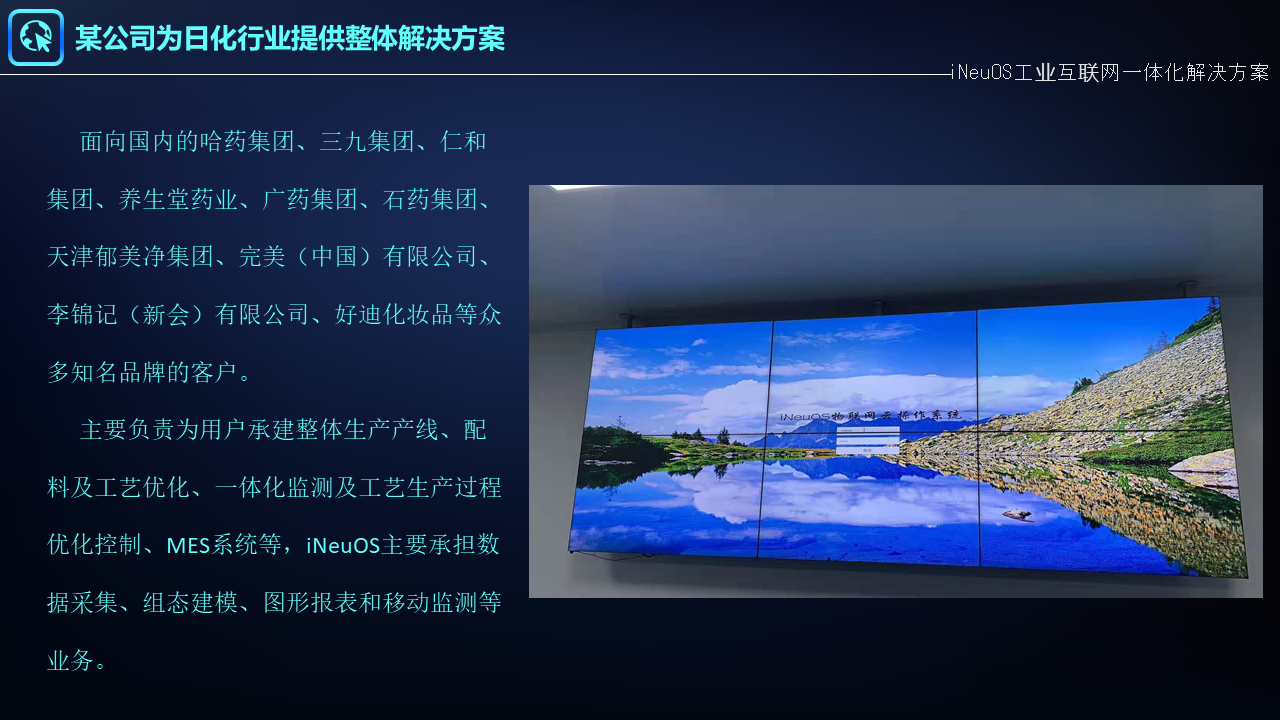 某公司为日化行业提供整体解决方案
iNeuOS工业互联网一体化解决方案
面向国内的哈药集团、三九集团、仁和
集团、养生堂药业、广药集团、石药集团、
天津郁美净集团、完美（中国）有限公司、
李锦记（新会）有限公司、好迪化妆品等众
多知名品牌的客户。
主要负责为用户承建整体生产产线、配
料及工艺优化、一体化监测及工艺生产过程
优化控制、MES系统等，iNeuOS主要承担数
据采集、组态建模、图形报表和移动监测等
业务。
iNeuOS物联网云操作系统